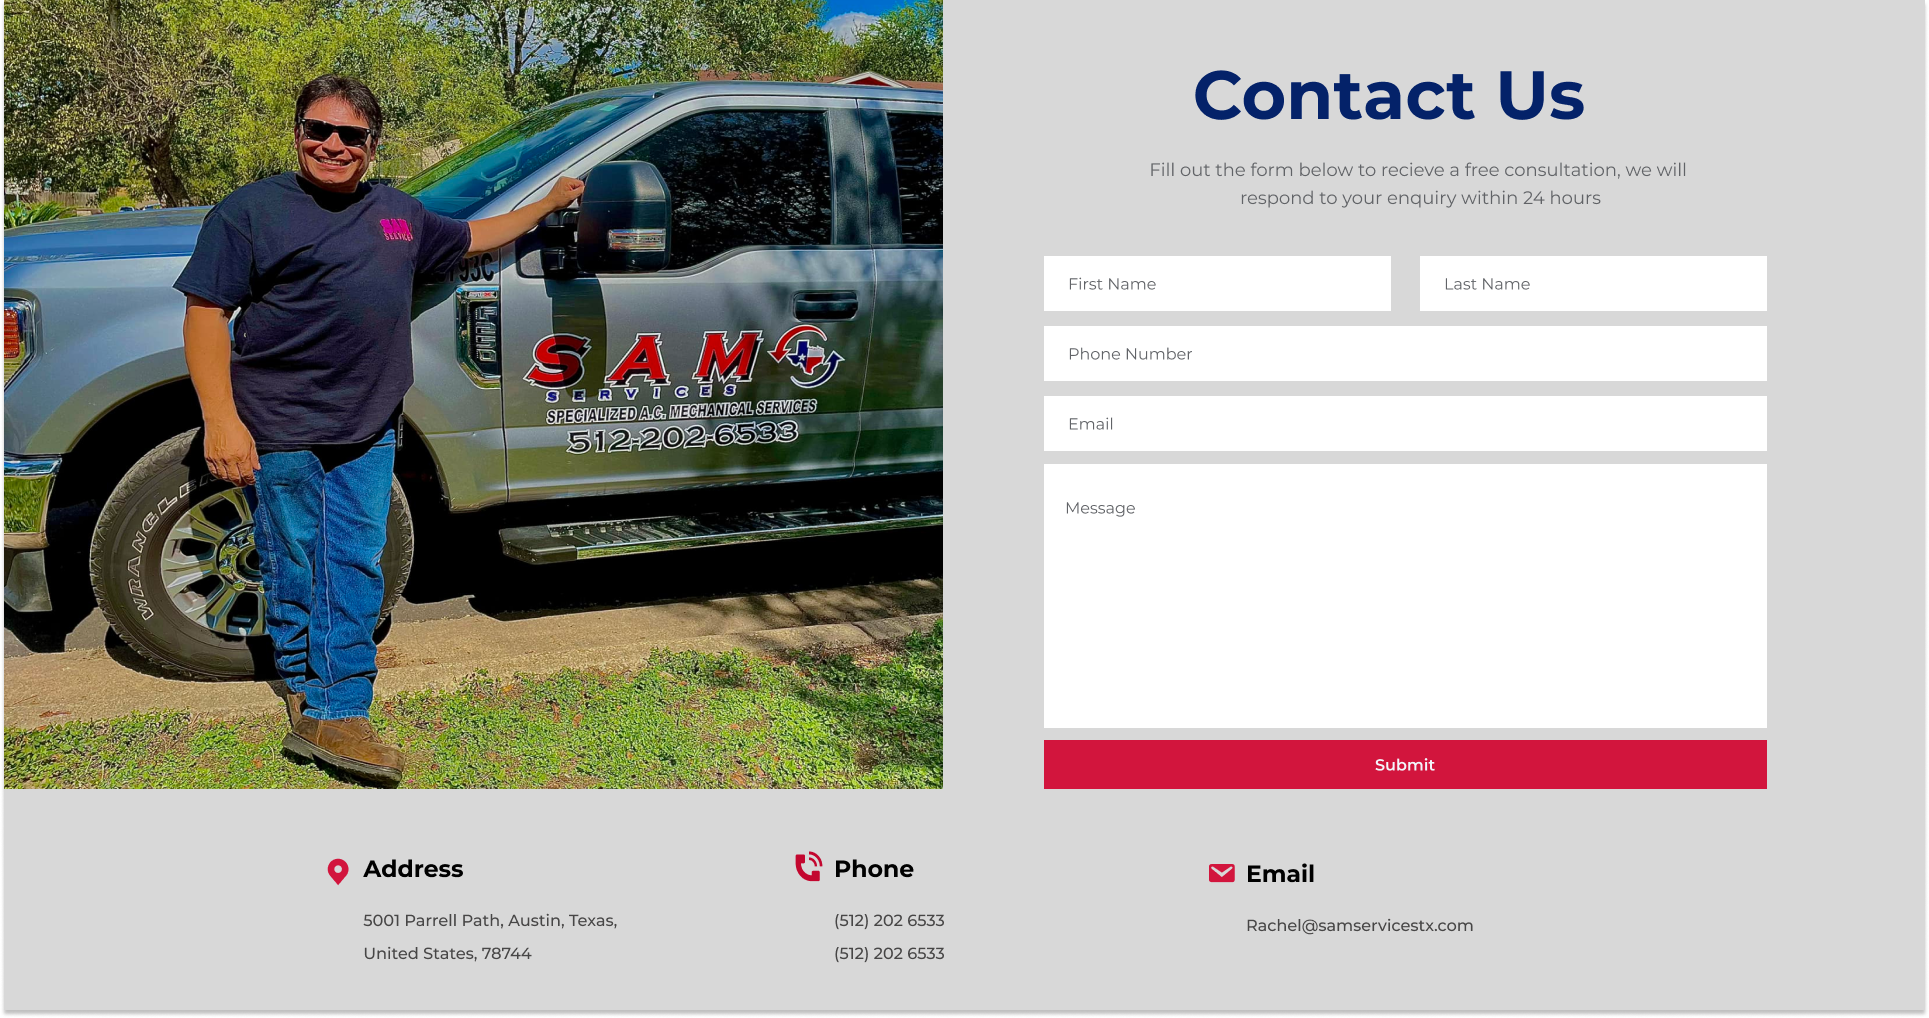 Contact Us
Fill out the form below to recieve a free consultation, we will
respond to your enquiry within 24 hours
First Name
Last Name
Phone Number
Email
Message
Submit
SAM
SERVICES
SPECIALIZED A.C. MECHANICAL SERVICES
512-202-6533
WRANGLER
Address
5001 Parrell Path, Austin, Texas,
United States, 78744
Phone
(512) 202 6533
(512) 202 6533
Email
Rachel@samservicestx.com